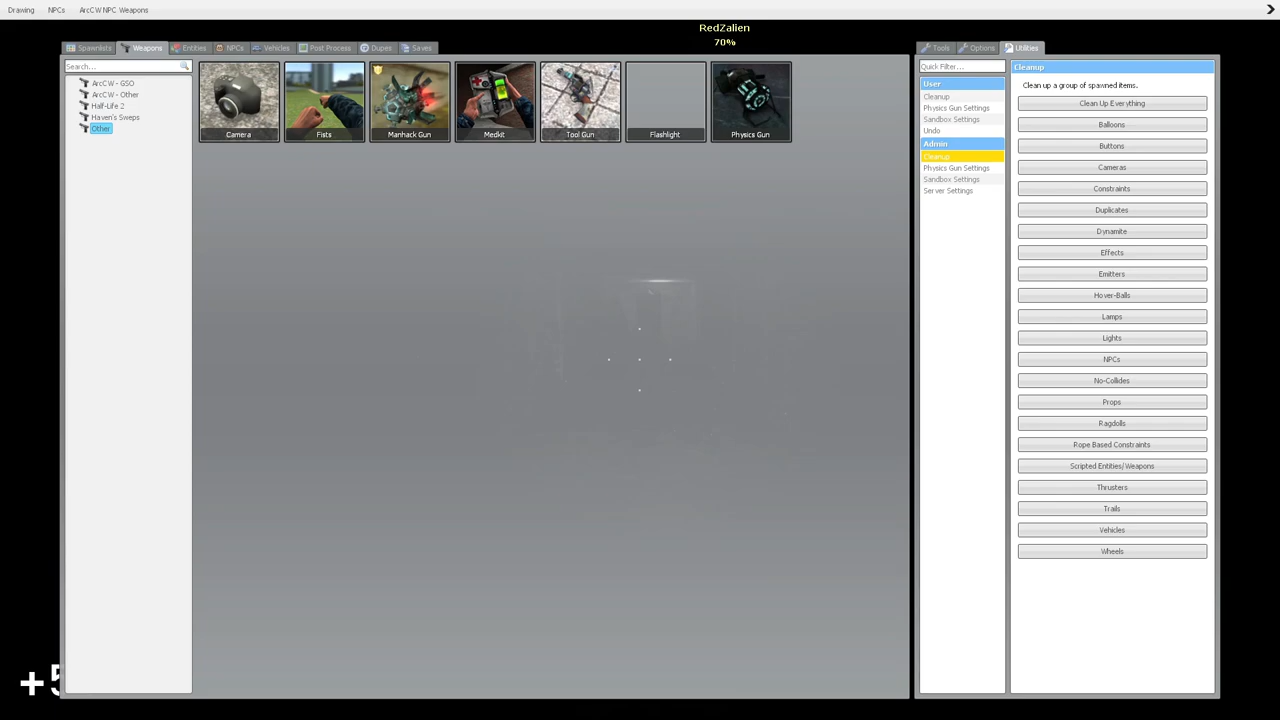 Drawing NPCs ArcCW NPC Weapons
RedZalien
70%
Spawnlists Weapons Entities NPCs Vehicles Post Process Dupes Saves
Tools Options Utilities
Search...
ArcCW - GSO
ArcCW - Other
Half-Life 2
Haven's Sweps
Other
Camera
Fists
Manhack Gun
Medkit
Tool Gun
Flashlight
Physics Gun
Quick Filter...
User
Cleanup
Physics Gun Settings
Sandbox Settings
Undo
Admin
Cleanup
Physics Gun Settings
Sandbox Settings
Server Settings
Cleanup
Clean up a group of spawned items.
Clean Up Everything
Balloons
Buttons
Cameras
Constraints
Duplicates
Dynamite
Effects
Emitters
Hover-Balls
Lamps
Lights
NPCs
No-Collides
Props
Ragdolls
Rope Based Constraints
Scripted Entities/Weapons
Thrusters
Trails
Vehicles
Wheels